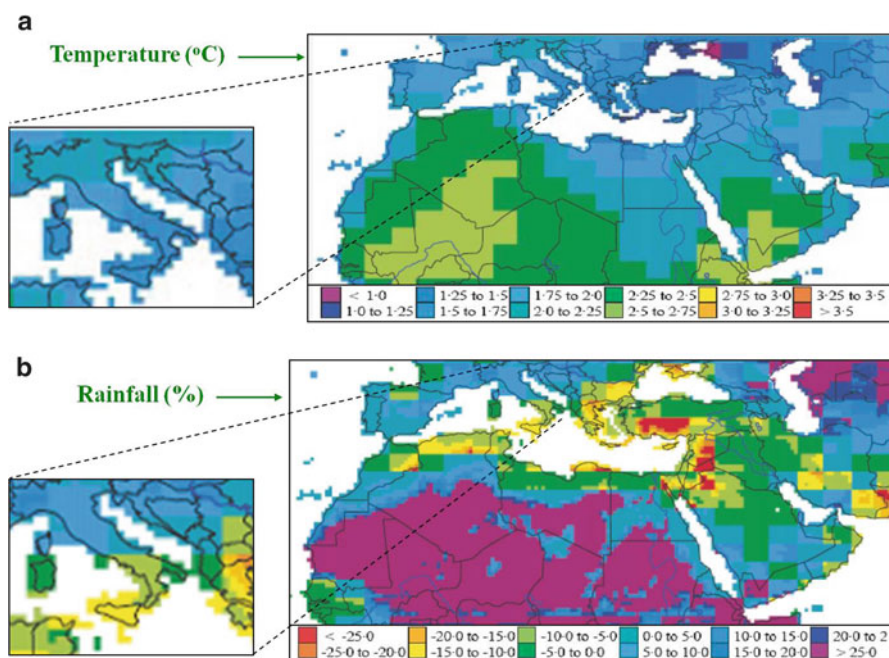 a
Temperature (°C)
< 1·0 1·25 to 1·5 1·75 to 2·0 2·25 to 2·5 2·75 to 3·0 3·25 to 3·5
1·0 to 1·25 1·5 to 1·75 2·0 to 2·25 2·5 to 2·75 3·0 to 3·25 > 3·5
b
Rainfall (%)
< -25·0 -20·0 to -15·0 -10·0 to -5· 0·0 to 5·0 10·0 to 15·0 20·0 to 2
-25·0 to -20·0 -15·0 to -10·0 -5·0 to 0·0 5·0 to 10·0 15·0 to 20·0 > 25·0